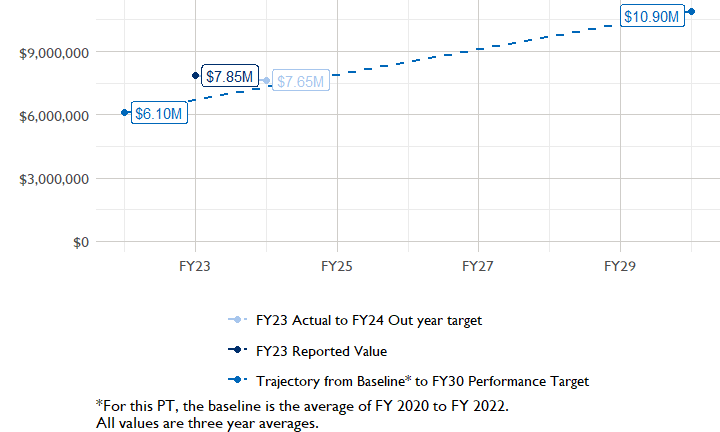 $10.90M
$9,000,000
$7.85M
$7.65M
$6.10M
$6,000,000
$3,000,000
$0
FY23 FY25 FY27 FY29
FY23 Actual to FY24 Out year target
FY23 Reported Value
Trajectory from Baseline* to FY30 Performance Target
*For this PT, the baseline is the average of FY 2020 to FY 2022.
All values are three year averages.